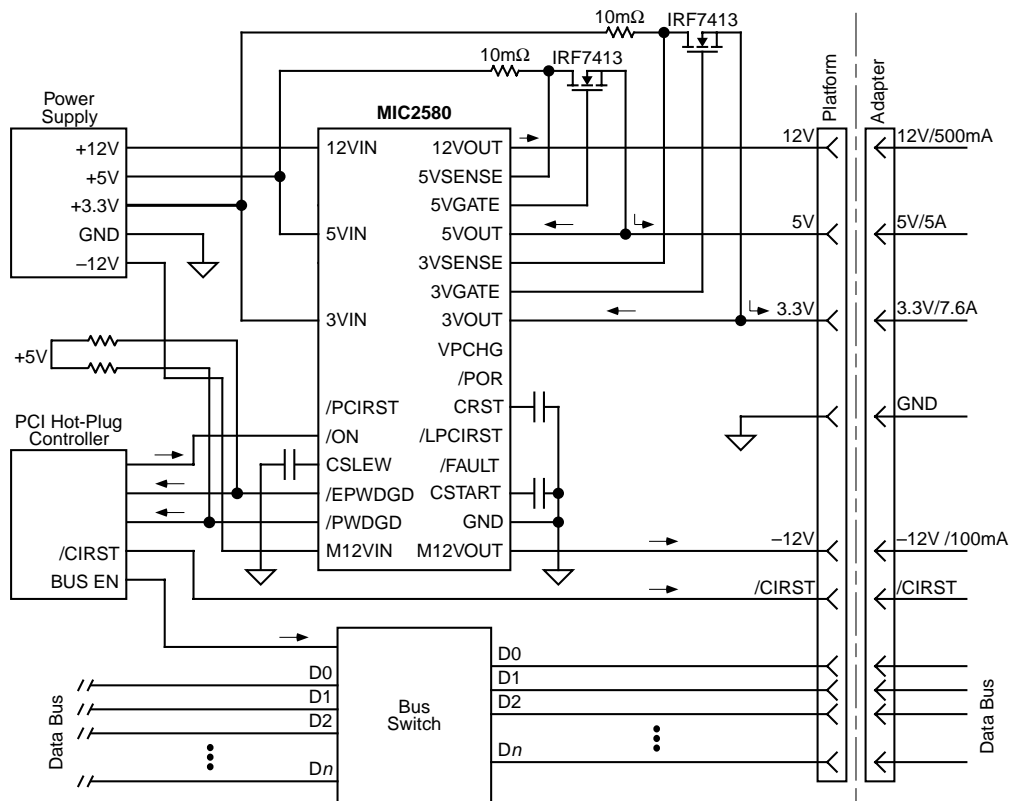 10mΩ
IRF7413
10mΩ
IRF7413
Power
Supply
+12V
+5V
+3.3V
GND
–12V
MIC2580
12VIN
5VIN
3VIN
/PCIRST
/ON
CSLEW
/EPWDGD
/PWDGD
M12VIN
12VOUT
5VSENSE
5VGATE
5VOUT
3VSENSE
3VGATE
3VOUT
VPCHG
/POR
CRST
/LPCIRST
/FAULT
CSTART
GND
M12VOUT
+5V
PCI Hot-Plug
Controller
/CIRST
BUS EN
Platform
Adapter
12V
12V/500mA
5V
5V/5A
3.3V
3.3V/7.6A
GND
–12V
–12V /100mA
/CIRST
/CIRST
Data Bus
D0
D1
D2
Dn
Bus
Switch
D0
D1
D2
Dn
Data Bus